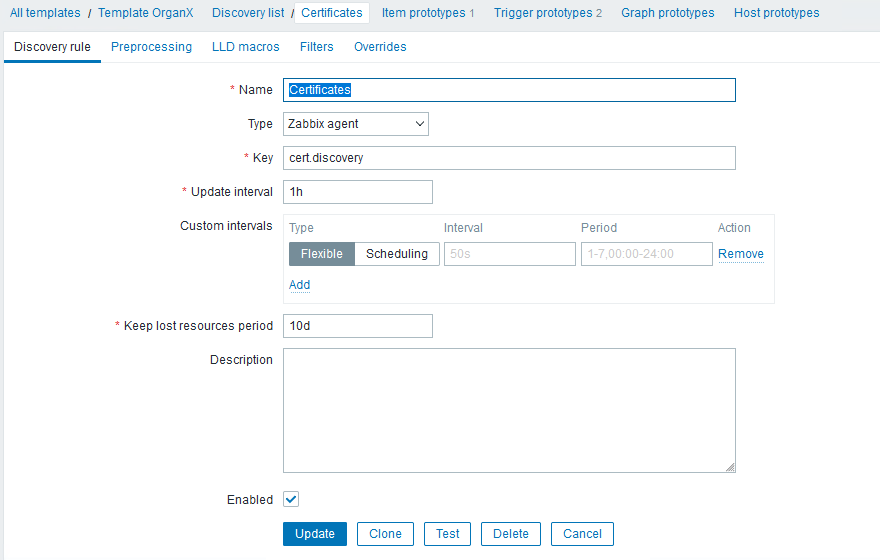 All templates / Template OrganX Discovery list / Certificates Item prototypes 1 Trigger prototypes 2 Graph prototypes Host prototypes
Discovery rule Preprocessing LLD macros Filters Overrides
* Name Certificates
Type Zabbix agent
* Key cert.discovery
* Update interval 1h
Custom intervals Type Interval Period Action
Flexible Scheduling 50s 1-7,00:00-24:00 Remove
Add
* Keep lost resources period 10d
Description
Enabled
Update Clone Test Delete Cancel